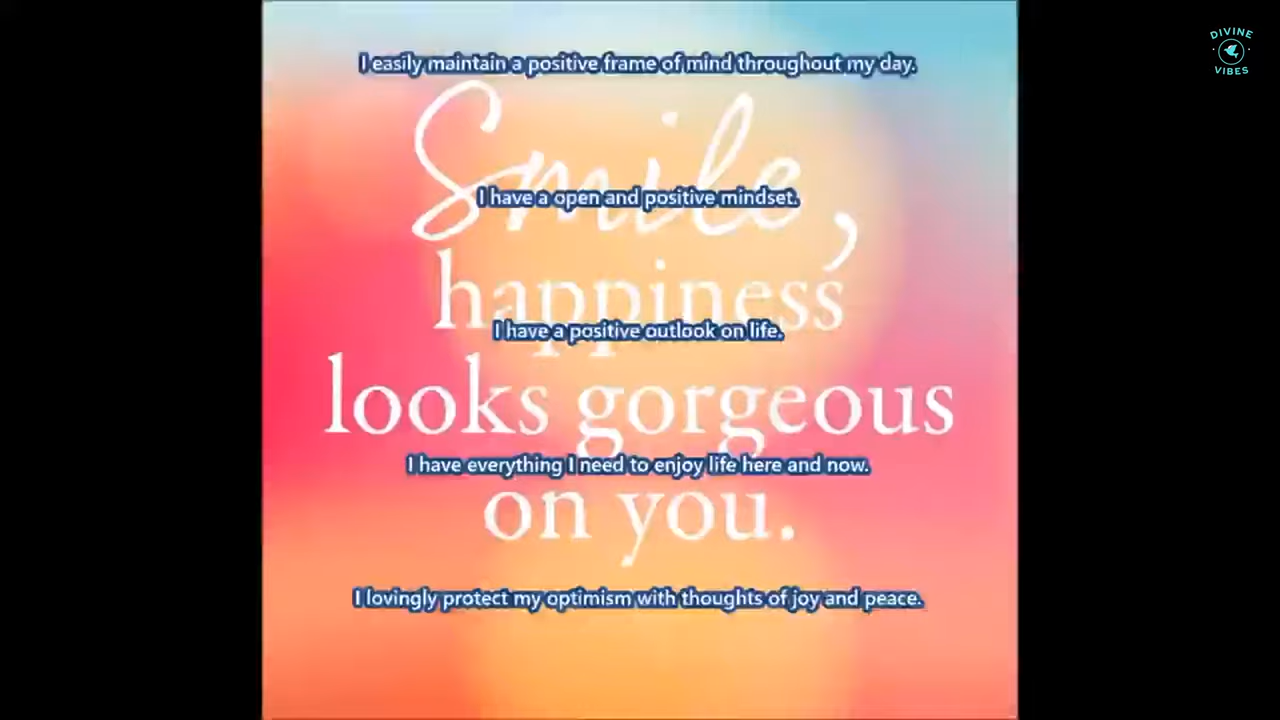 I easily maintain a positive frame of mind throughout my day.
Smile,
I have a open and positive mindset.
happiness
I have a positive outlook on life.
looks gorgeous
I have everything I need to enjoy life here and now.
on you.
I lovingly protect my optimism with thoughts of joy and peace.
DIVINE
VIBES